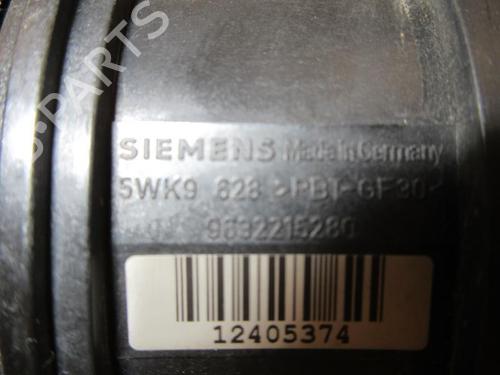 SIEMENS Made in Germany
5WK9 628 >PBT-GF30<
9632215280
12405374
B-PARTS